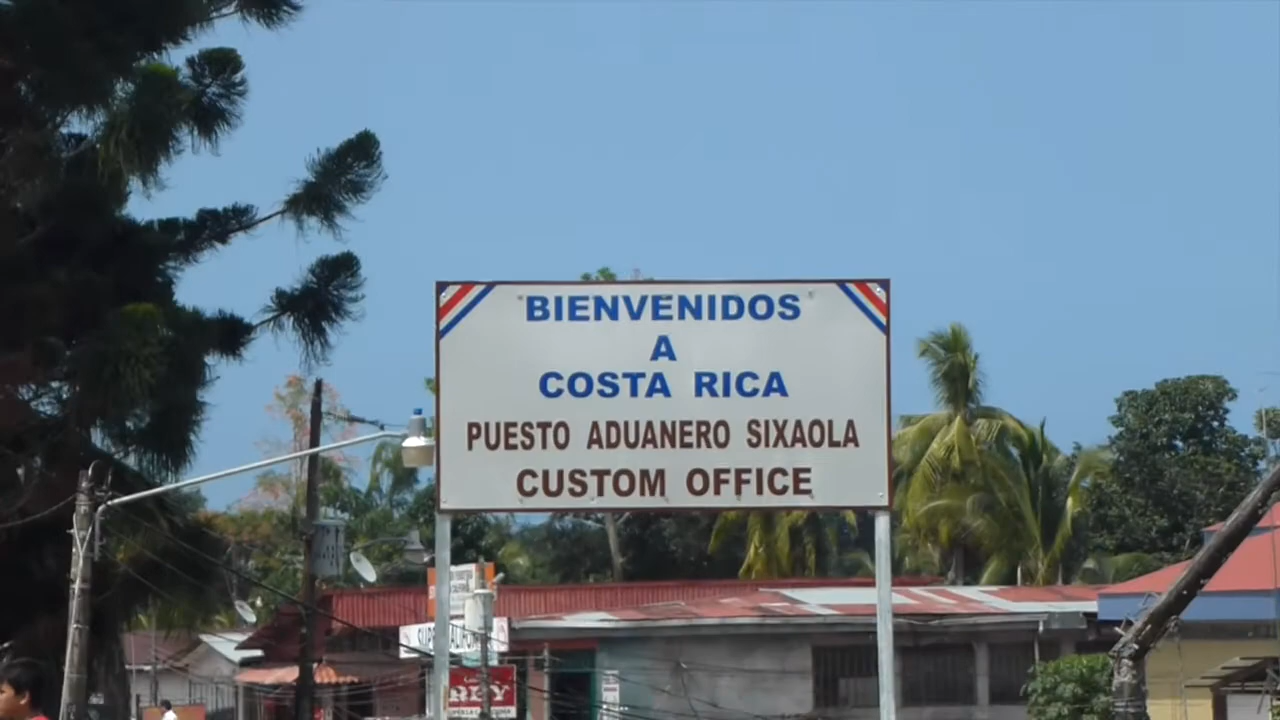 BIENVENIDOS
A
COSTA RICA
PUESTO ADUANERO SIXAOLA
CUSTOM OFFICE
REY